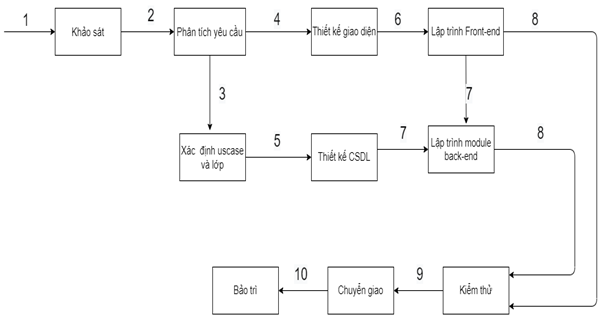 1
Khảo sát
2
Phân tích yêu cầu
4
Thiết kế giao diện
6
Lập trình Front-end
8
3
7
Xác định uscase
và lớp
5
Thiết kế CSDL
7
Lập trình module
back-end
8
Bảo trì
10
Chuyển giao
9
Kiểm thử